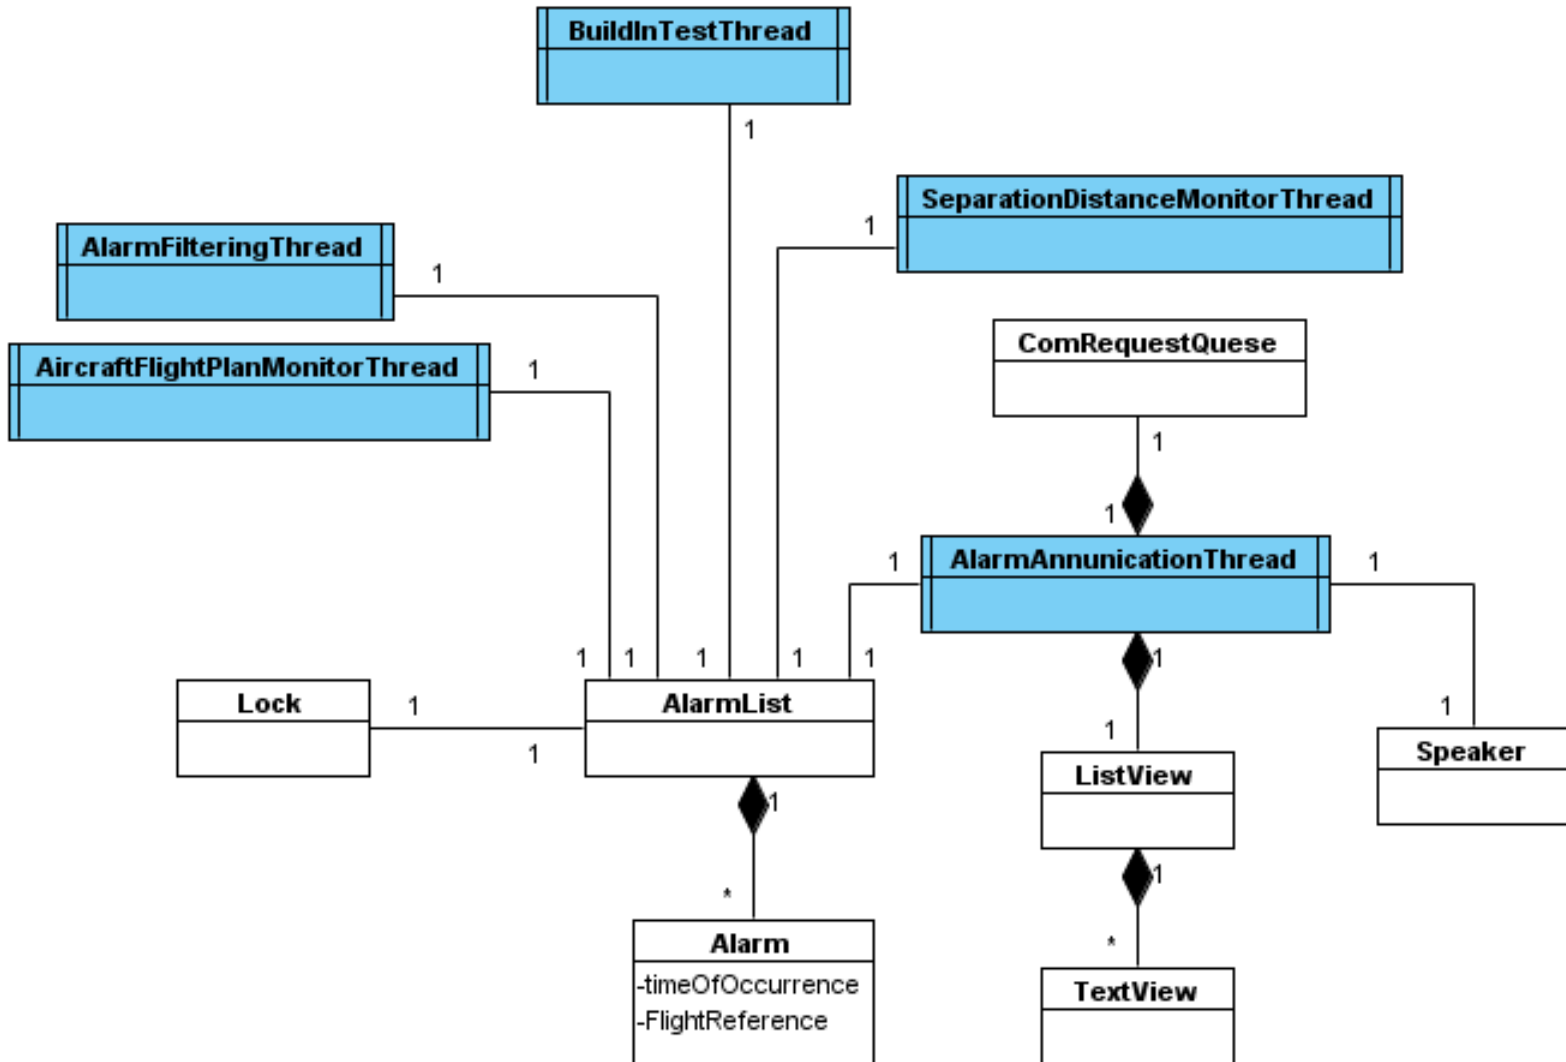 BuildInTestThread
1
SeparationDistanceMonitorThread
1
AlarmFilteringThread
1
ComRequestQuese
AircraftFlightPlanMonitorThread
1
1
1
AlarmAnnunicationThread
1
1
1
1
1
1
1
1
1
Lock
1
AlarmList
1
1
Speaker
1
ListView
1
1
*
*
Alarm
-timeOfOccurrence
-FlightReference
TextView